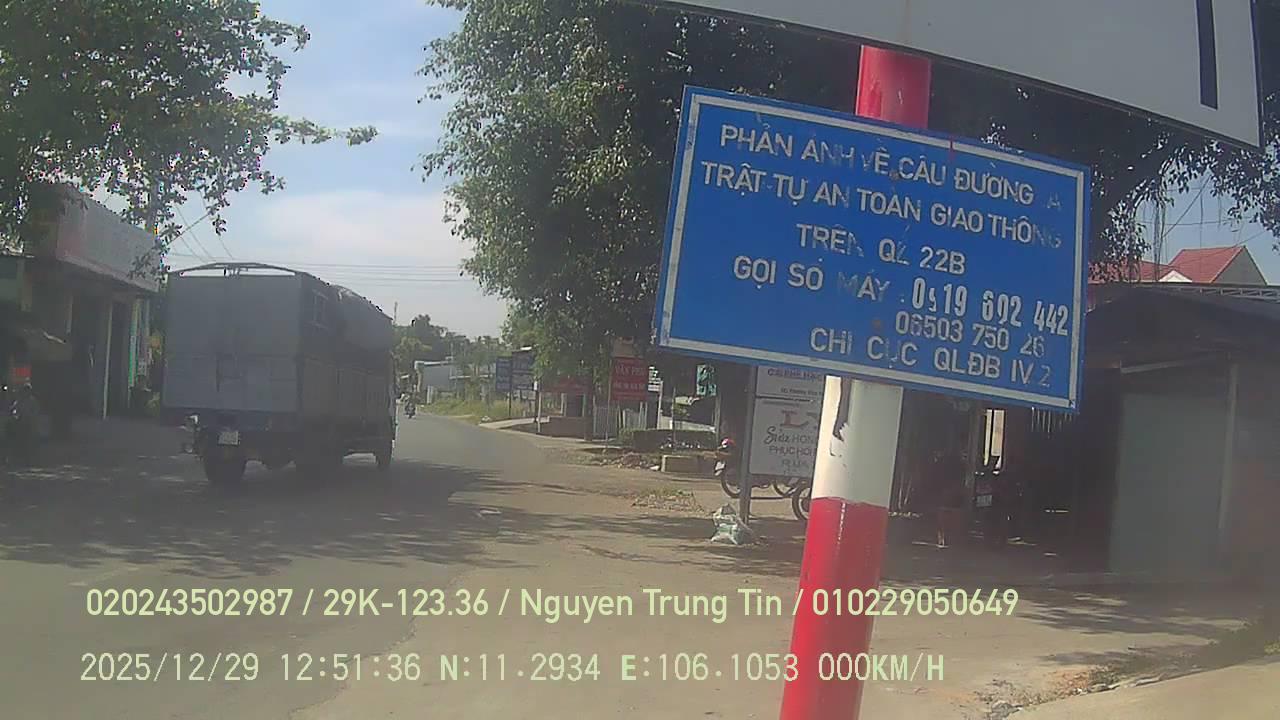 PHẢN ÁNH VỀ CẦU ĐƯỜNG
TRẬT TỰ AN TOÀN GIAO THÔNG
TRÊN QL 22B
GỌI SỐ MÁY : 0919 602 442
06503 750 26
CHI CỤC QLĐB IV.2
020243502987 / 29K-123.36 / Nguyen Trung Tin / 010229050649
2025/12/29 12:51:36 N:11.2934 E:106.1053 000KM/H